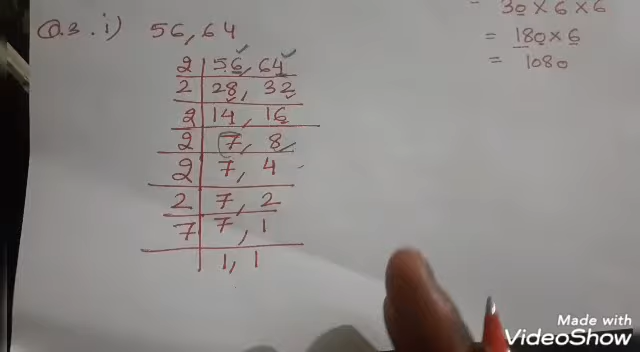 Q.3. i) 56, 64
2 | 56, 64
2 | 28, 32
2 | 14, 16
2 | 7, 8
2 | 7, 4
2 | 7, 2
7 | 7, 1
| 1, 1
= 30 × 6 × 6
= 180 × 6
= 1080
Made with
VideoShow